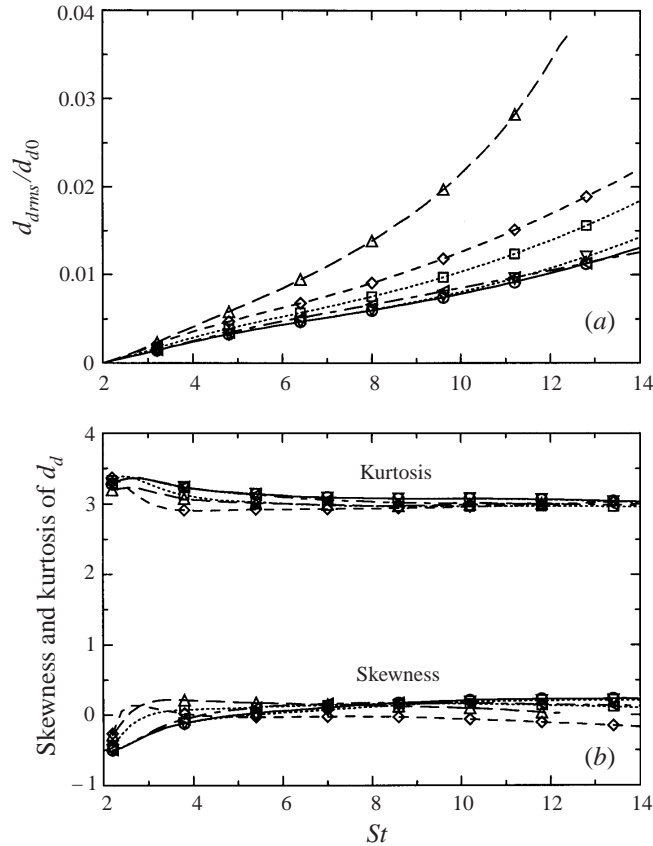 0.04
0.03
0.02
0.01
0
d_drms/d_d0
2 4 6 8 10 12 14
(a)
4
3
2
1
0
–1
Skewness and kurtosis of d_d
Kurtosis
Skewness
2 4 6 8 10 12 14
(b)
St